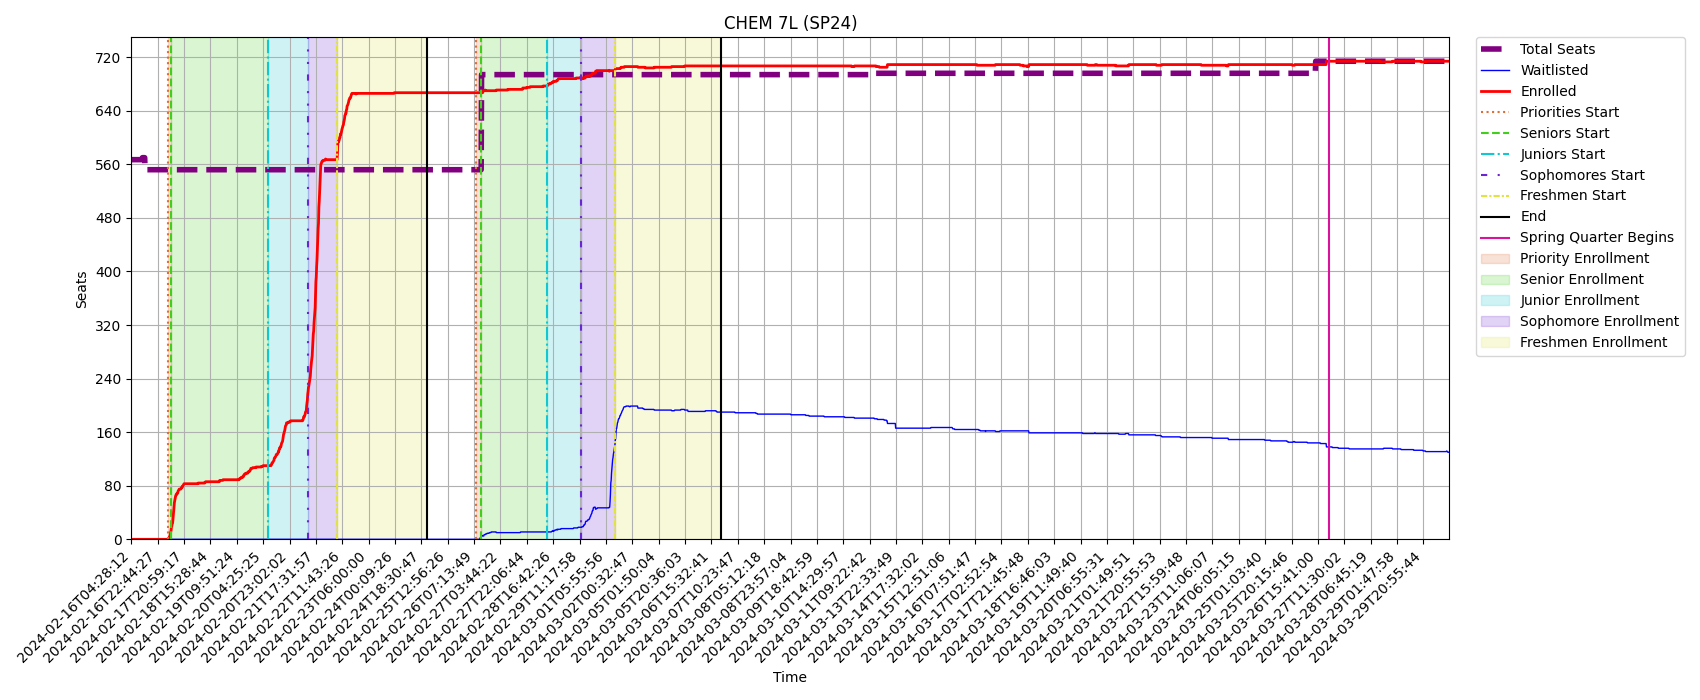 CHEM 7L (SP24)
Seats
720
640
560
480
400
320
240
160
80
0
2024-02-16T04:28:12
2024-02-16T22:44:27
2024-02-17T20:59:17
2024-02-18T15:28:44
2024-02-19T09:51:24
2024-02-20T04:25:25
2024-02-20T23:02:02
2024-02-21T17:31:57
2024-02-22T11:43:26
2024-02-23T06:00:00
2024-02-24T00:09:26
2024-02-24T18:30:47
2024-02-25T12:56:26
2024-02-26T07:13:49
2024-02-27T03:44:22
2024-02-27T22:06:44
2024-02-28T16:42:26
2024-02-29T11:17:58
2024-03-01T05:55:56
2024-03-02T00:32:47
2024-03-05T01:50:04
2024-03-05T20:36:03
2024-03-06T15:32:41
2024-03-07T10:23:47
2024-03-08T05:12:18
2024-03-08T23:57:04
2024-03-09T18:42:59
2024-03-10T14:29:57
2024-03-11T09:22:42
2024-03-13T22:33:49
2024-03-14T17:32:02
2024-03-15T12:51:06
2024-03-16T07:51:47
2024-03-17T02:52:54
2024-03-17T21:45:48
2024-03-18T16:46:03
2024-03-19T11:49:40
2024-03-20T06:55:31
2024-03-21T01:49:51
2024-03-21T20:55:53
2024-03-22T15:59:48
2024-03-23T11:06:07
2024-03-24T06:05:15
2024-03-25T01:03:40
2024-03-25T20:15:46
2024-03-26T15:41:00
2024-03-27T11:30:02
2024-03-28T06:45:19
2024-03-29T01:47:58
2024-03-29T20:55:44
Time
Total Seats
Waitlisted
Enrolled
Priorities Start
Seniors Start
Juniors Start
Sophomores Start
Freshmen Start
End
Spring Quarter Begins
Priority Enrollment
Senior Enrollment
Junior Enrollment
Sophomore Enrollment
Freshmen Enrollment